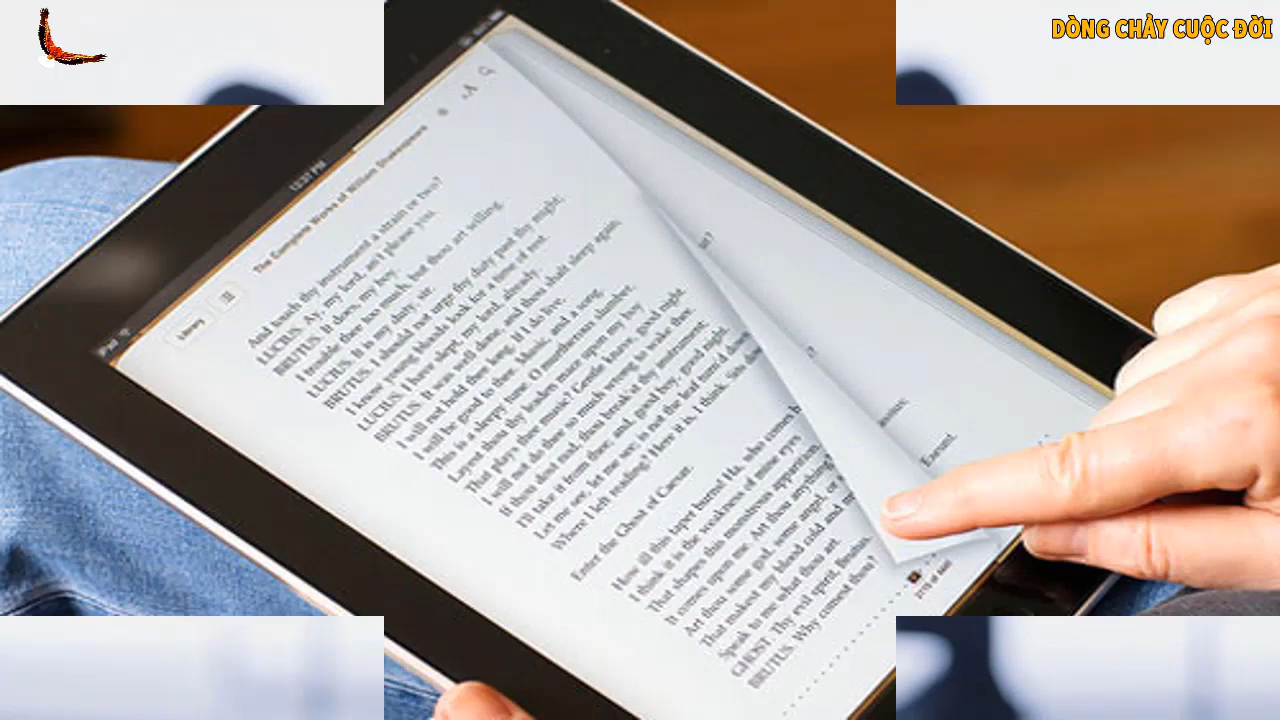 DÒNG CHẢY CUỘC ĐỜI
iPad
12:37 PM
Library
The Complete Works of William Shakespeare
AA
And touch thy instrument a strain or two?
LUCIUS. Ay, my lord, an't please you.
BRUTUS. It does, my boy.
I trouble thee too much, but thou art willing.
LUCIUS. It is my duty, sir.
BRUTUS. I should not urge thy duty past thy might;
I know young bloods look for a time of rest.
LUCIUS. I have slept, my lord, already.
BRUTUS. It was well done, and thou shalt sleep again;
I will not hold thee long. If I do live,
I will be good to thee. Music, and a song.
This is a sleepy tune. O murtherous slumber,
Layest thou thy leaden mace upon my boy
That plays thee music? Gentle knave, good night.
I will not do thee so much wrong to wake thee.
If thou dost nod, thou break'st thy instrument;
I'll take it from thee; and, good boy, good night.
Let me see, let me see; is not the leaf turn'd
Where I left reading? Here it is, I think.
Enter the Ghost of Caesar.
How ill this taper burns! Ha, who comes
I think it is the weakness of mine eyes
That shapes this monstrous apparition
It comes upon me. Art thou anything
Art thou some god, some angel, or
That makest my blood cold and
Speak to me what thou art.
GHOST. Thy evil spirit, Brutus.
BRUTUS. Why comest thou?
Exeunt.